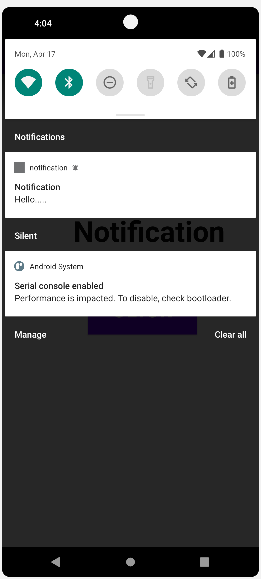 4:04
Mon, Apr 17
100%
Notifications
notification
Notification
Hello.....
Silent
Notification
Android System
Serial console enabled
Performance is impacted. To disable, check bootloader.
Manage
Clear all